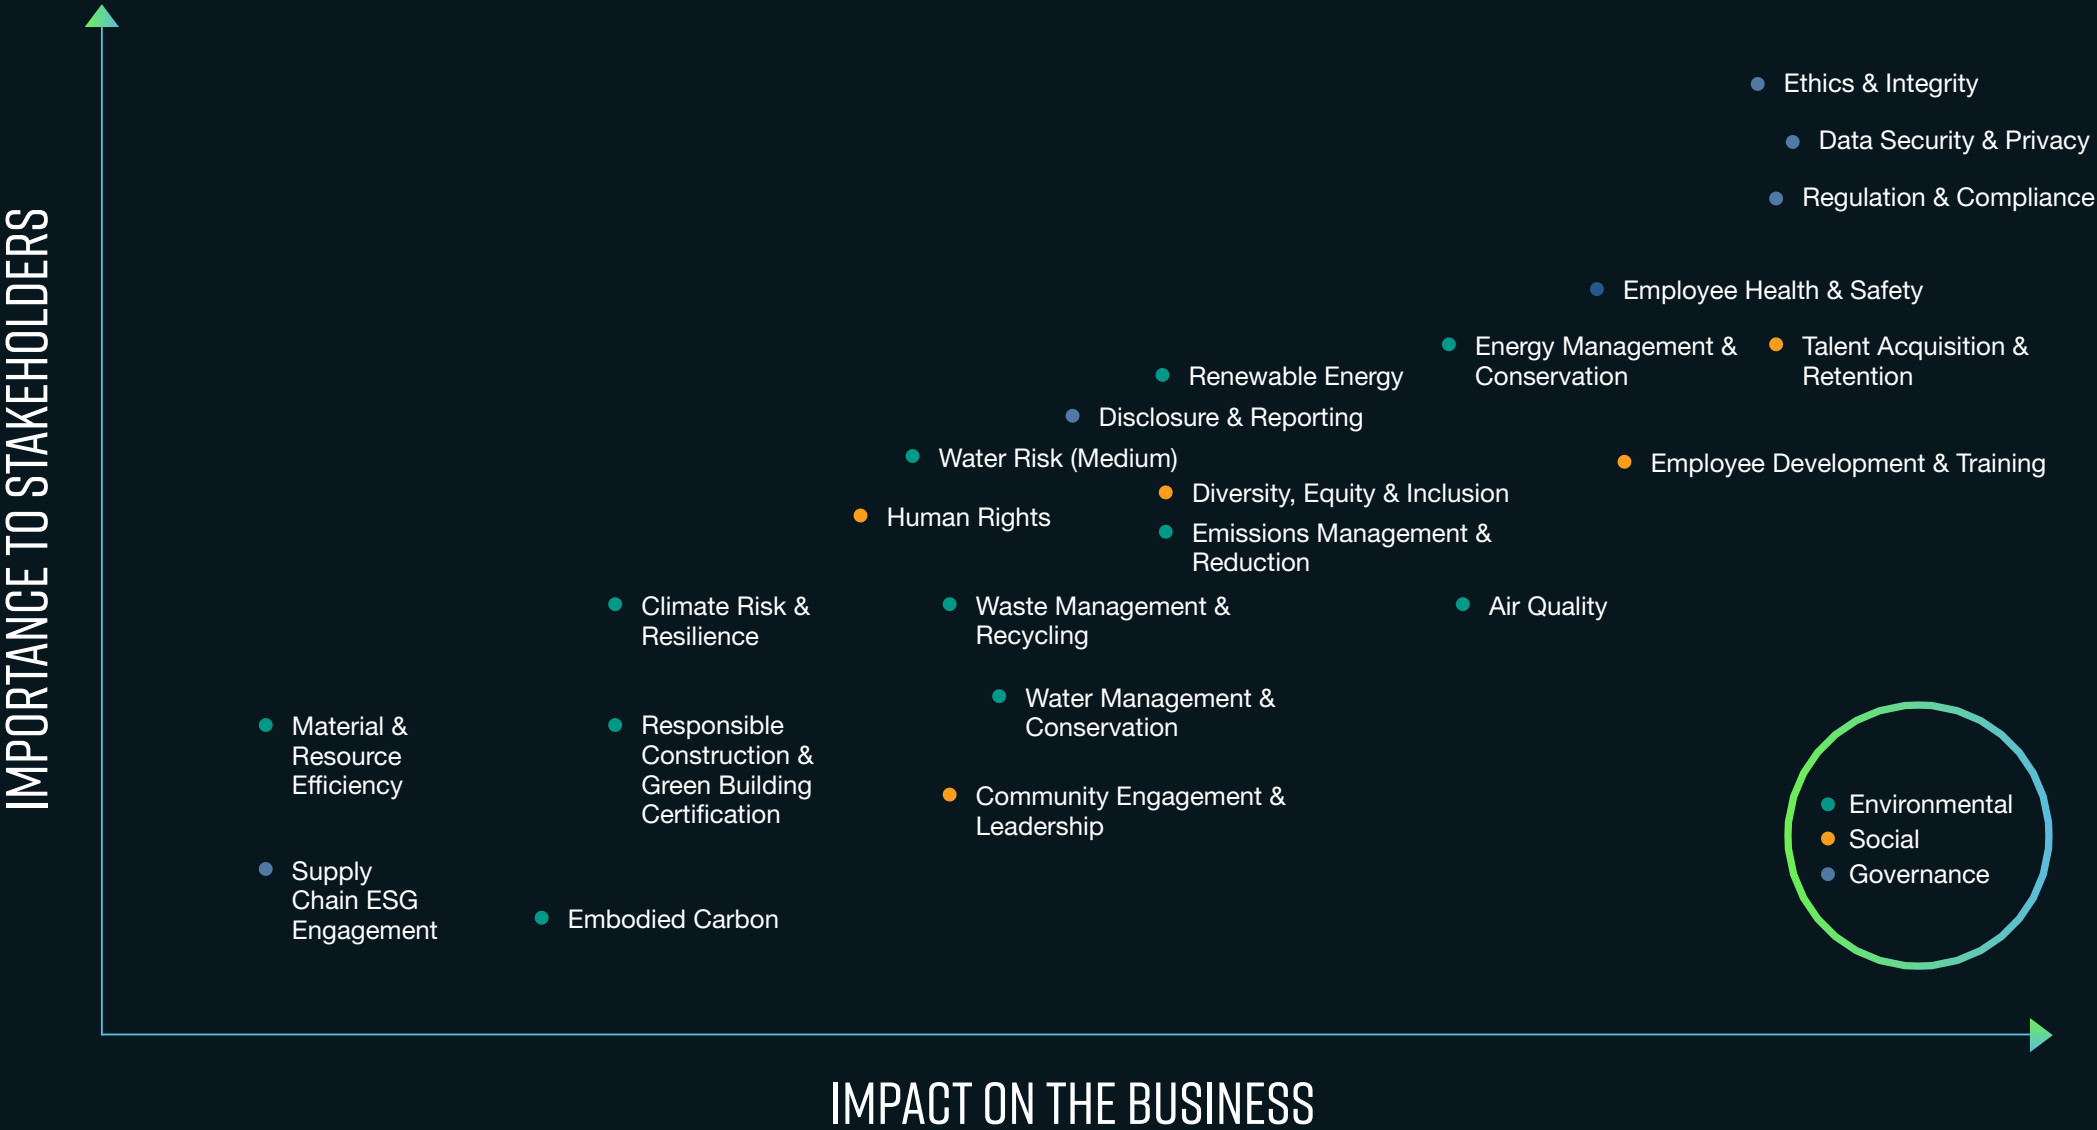 IMPORTANCE TO STAKEHOLDERS
Ethics & Integrity
Data Security & Privacy
Regulation & Compliance
Employee Health & Safety
Energy Management &
Conservation
Talent Acquisition &
Retention
Renewable Energy
Disclosure & Reporting
Water Risk (Medium)
Employee Development & Training
Diversity, Equity & Inclusion
Human Rights
Emissions Management &
Reduction
Climate Risk &
Resilience
Waste Management &
Recycling
Air Quality
Water Management &
Conservation
Material &
Resource
Efficiency
Responsible
Construction &
Green Building
Certification
Community Engagement &
Leadership
Supply
Chain ESG
Engagement
Embodied Carbon
Environmental
Social
Governance
IMPACT ON THE BUSINESS